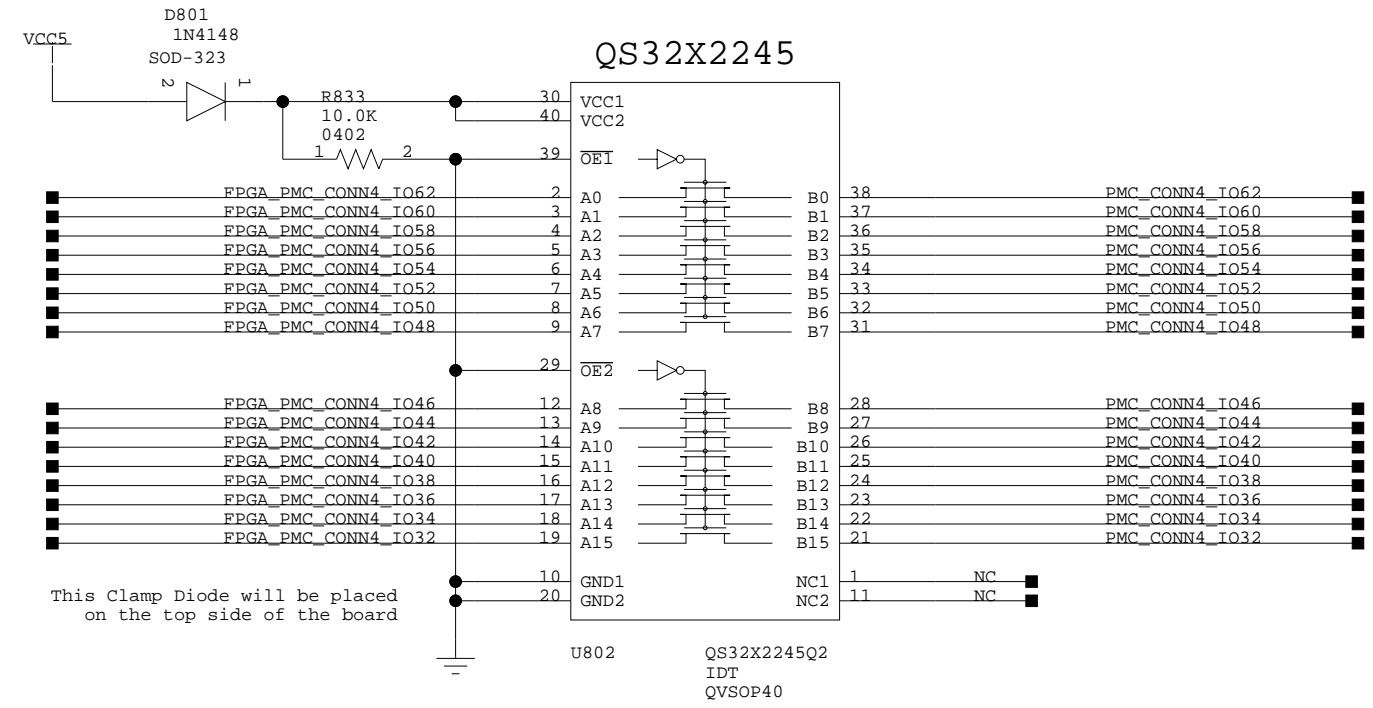 D801
1N4148
SOD-323
VCC5
2 1
QS32X2245
R833
10.0K
0402
1 2
30 VCC1
40 VCC2
39 OE1
FPGA_PMC_CONN4_IO62 2 A0 B0 38 PMC_CONN4_IO62
FPGA_PMC_CONN4_IO60 3 A1 B1 37 PMC_CONN4_IO60
FPGA_PMC_CONN4_IO58 4 A2 B2 36 PMC_CONN4_IO58
FPGA_PMC_CONN4_IO56 5 A3 B3 35 PMC_CONN4_IO56
FPGA_PMC_CONN4_IO54 6 A4 B4 34 PMC_CONN4_IO54
FPGA_PMC_CONN4_IO52 7 A5 B5 33 PMC_CONN4_IO52
FPGA_PMC_CONN4_IO50 8 A6 B6 32 PMC_CONN4_IO50
FPGA_PMC_CONN4_IO48 9 A7 B7 31 PMC_CONN4_IO48
29 OE2
FPGA_PMC_CONN4_IO46 12 A8 B8 28 PMC_CONN4_IO46
FPGA_PMC_CONN4_IO44 13 A9 B9 27 PMC_CONN4_IO44
FPGA_PMC_CONN4_IO42 14 A10 B10 26 PMC_CONN4_IO42
FPGA_PMC_CONN4_IO40 15 A11 B11 25 PMC_CONN4_IO40
FPGA_PMC_CONN4_IO38 16 A12 B12 24 PMC_CONN4_IO38
FPGA_PMC_CONN4_IO36 17 A13 B13 23 PMC_CONN4_IO36
FPGA_PMC_CONN4_IO34 18 A14 B14 22 PMC_CONN4_IO34
FPGA_PMC_CONN4_IO32 19 A15 B15 21 PMC_CONN4_IO32
10 GND1 NC1 1 NC
20 GND2 NC2 11 NC
This Clamp Diode will be placed
on the top side of the board
U802 QS32X2245Q2
IDT
QVSOP40